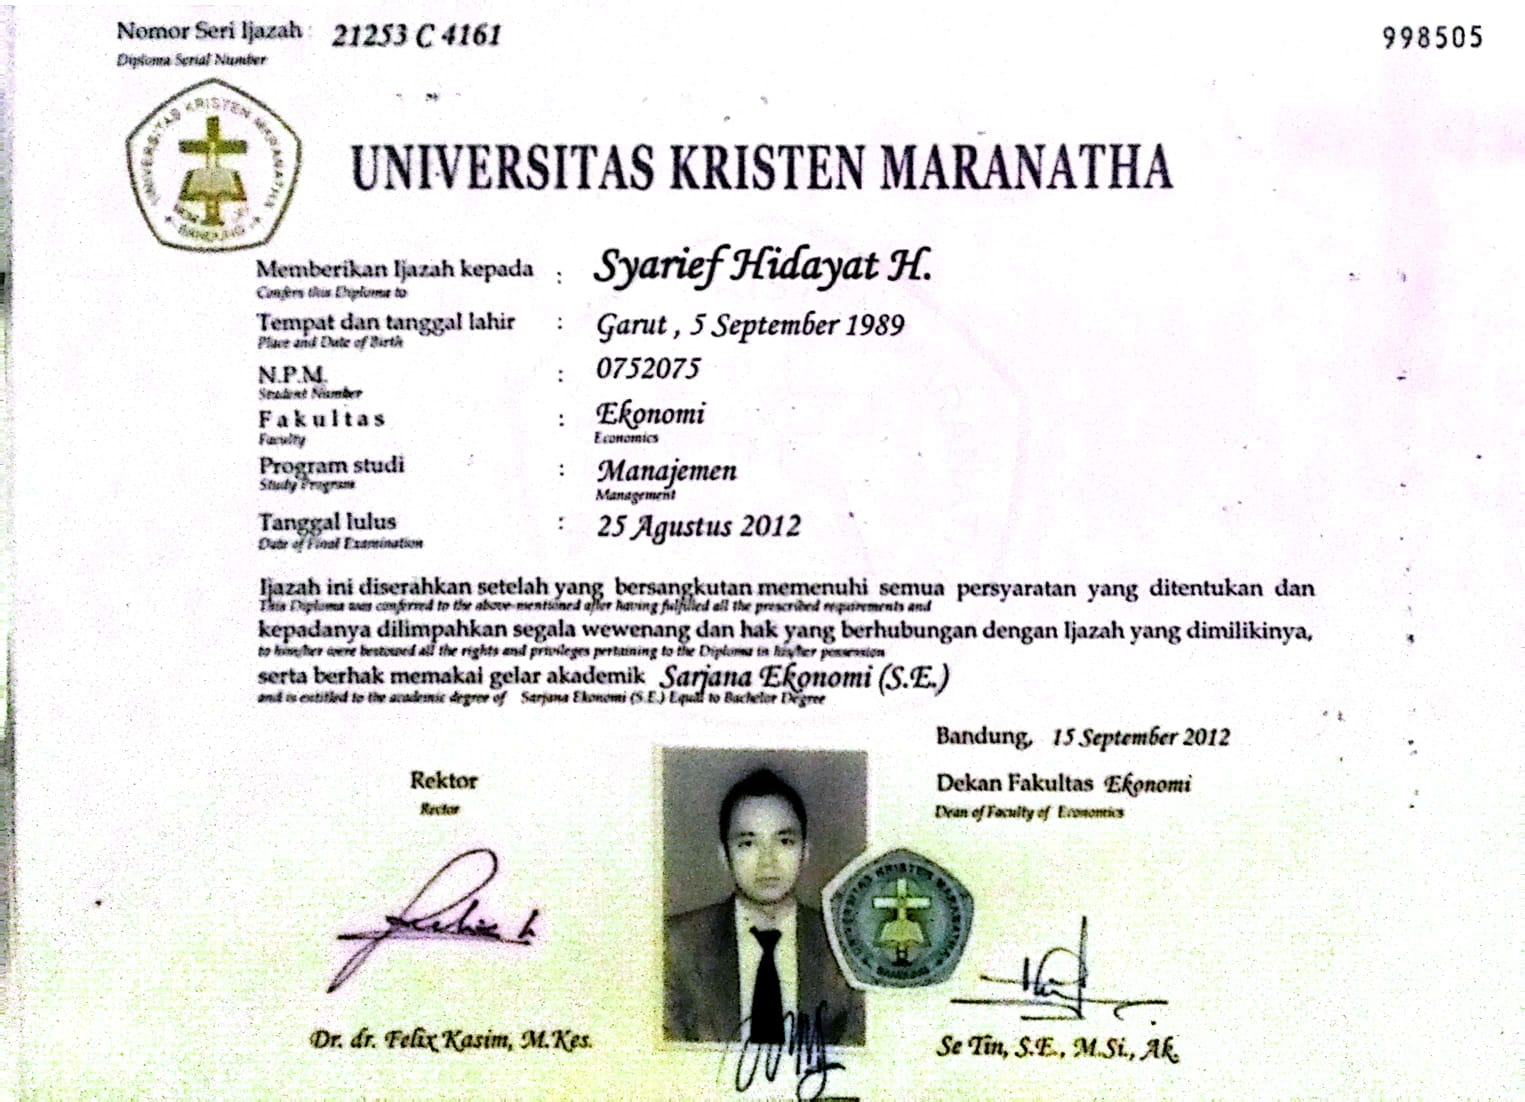 Nomor Seri Ijazah : 21253 C 4161
998505
Diploma Serial Number
UNIVERSITAS KRISTEN MARANATHA
BANDUNG
UNIVERSITAS KRISTEN MARANATHA
Memberikan Ijazah kepada : Syarief Hidayat H.
Confers this Diploma to
Tempat dan tanggal lahir : Garut , 5 September 1989
Place and Date of Birth
N.P.M. : 0752075
Student Number
Fakultas : Ekonomi
Faculty Economics
Program studi : Manajemen
Study Program Management
Tanggal lulus : 25 Agustus 2012
Date of Final Examination
Ijazah ini diserahkan setelah yang bersangkutan memenuhi semua persyaratan yang ditentukan dan
This Diploma was conferred to the above-mentioned after having fulfilled all the prescribed requirements and
kepadanya dilimpahkan segala wewenang dan hak yang berhubungan dengan Ijazah yang dimilikinya,
to him/her were bestowed all the rights and privileges pertaining to the Diploma in his/her possession
serta berhak memakai gelar akademik Sarjana Ekonomi (S.E.)
and is entitled to the academic degree of Sarjana Ekonomi (S.E.) Equal to Bachelor Degree
Bandung, 15 September 2012
Rektor
Dekan Fakultas Ekonomi
Rector
Dean of Faculty of Economics
UNIVERSITAS KRISTEN MARANATHA
BANDUNG
Dr. dr. Felix Kasim, M.Kes.
Se Tin, S.E., M.Si., Ak.